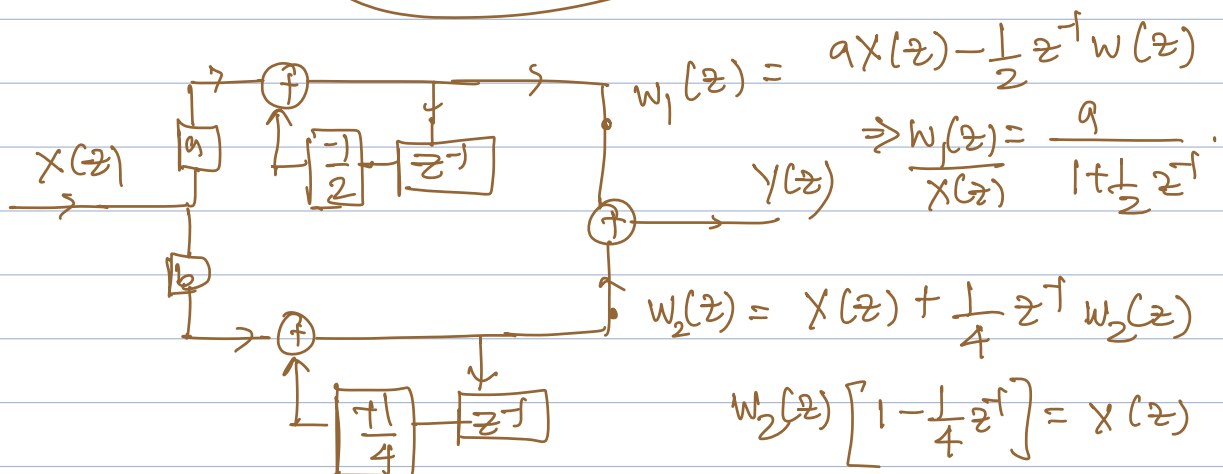 W₁(z) = aX(z) - 1/2 z⁻¹ W(z)
a + -1/2 z⁻¹
X(z)
⇒ W₁(z)/X(z) = a/(1+1/2 z⁻¹) .
Y(z)
+
b
W₂(z) = X(z) + 1/4 z⁻¹ W₂(z)
+
+1/4 z⁻¹
W₂(z) [1 - 1/4 z⁻¹] = X(z)